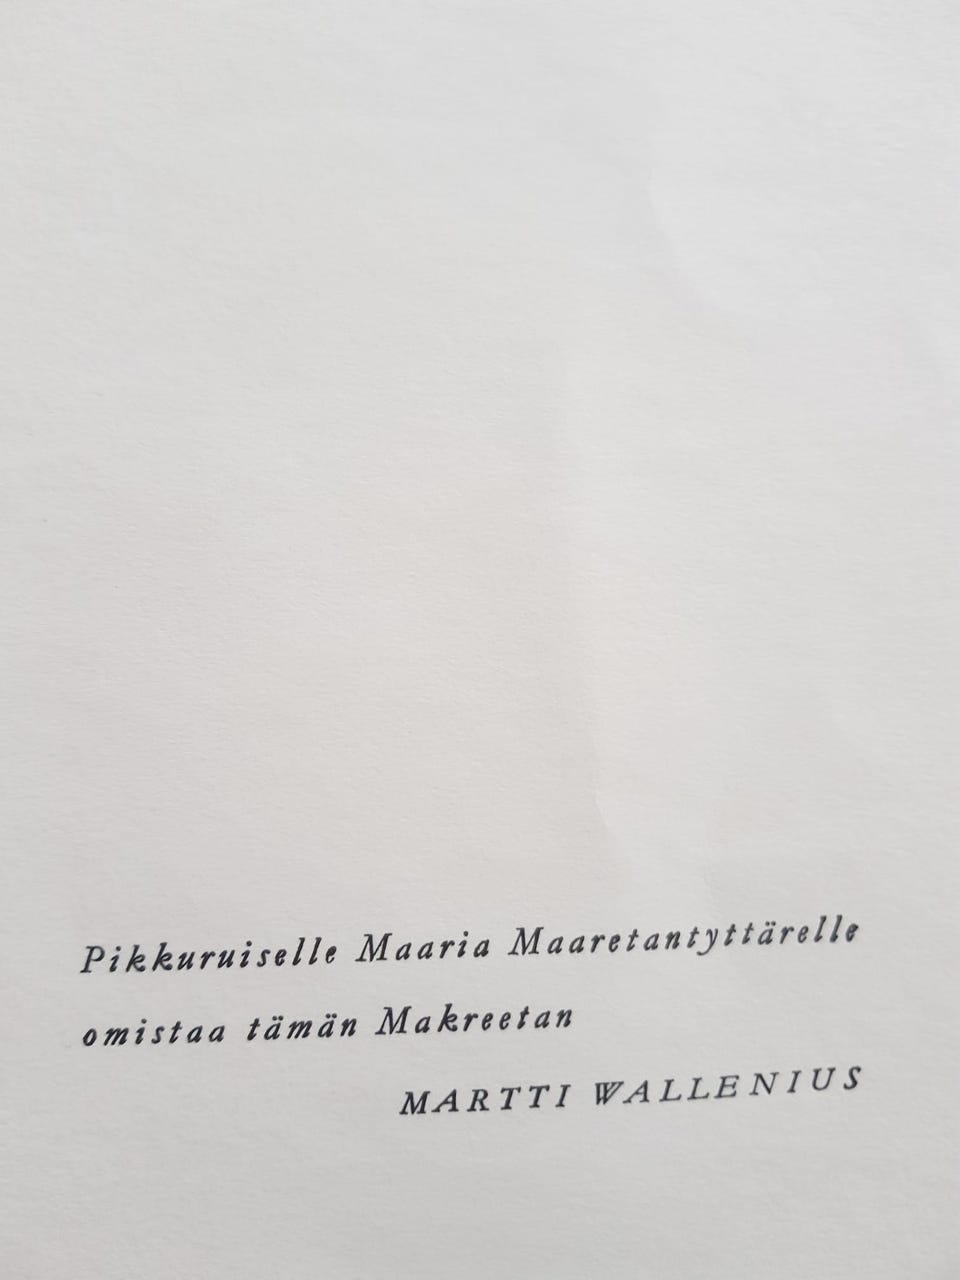 Pikkuruiselle Maaria Maaretantyttärelle
omistaa tämän Makreetan
MARTTI WALLENIUS